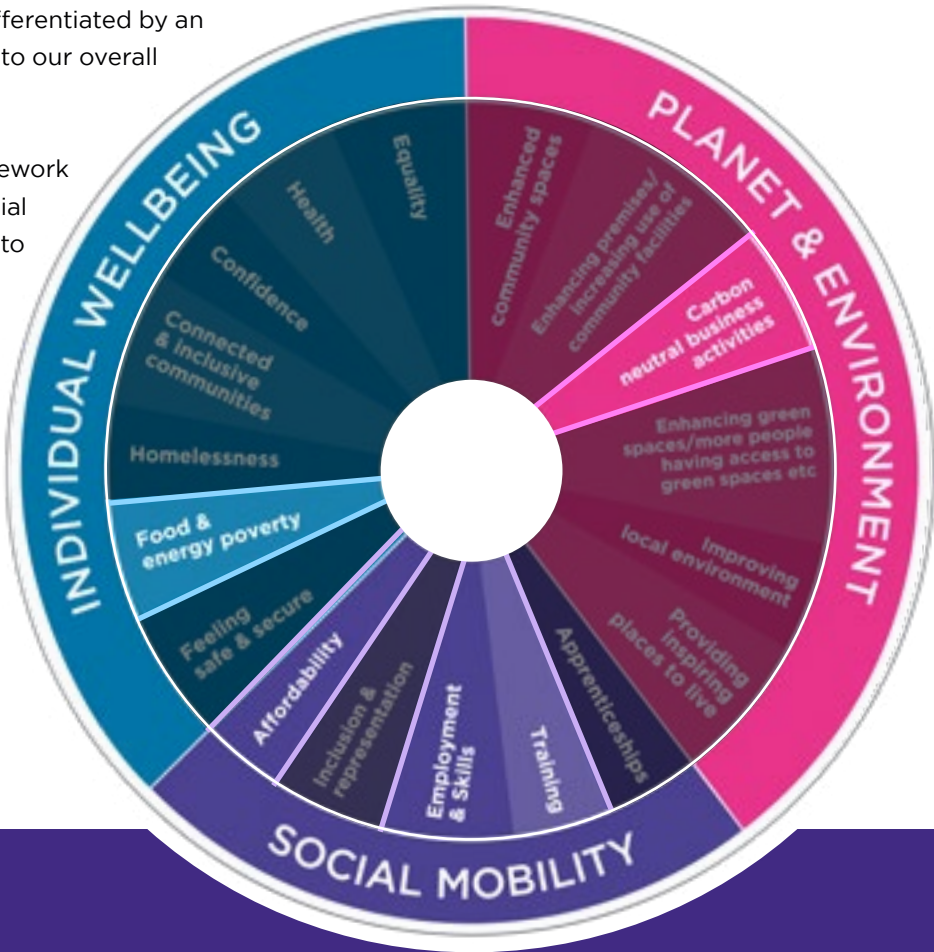 fferentiated by an
to our overall
ework
ial
to
INDIVIDUAL WELLBEING
Equality
Health
Confidence
Connected
& inclusive
communities
Homelessness
Food &
energy poverty
Feeling
safe & secure
PLANET & ENVIRONMENT
Enhanced
community spaces
Enhancing premises/
increasing use of
community facilities
Carbon
neutral business
activities
Enhancing green
spaces/more people
having access to
green spaces etc
Improving
local environment
Providing
inspiring
places to live
SOCIAL MOBILITY
Affordability
Inclusion &
representation
Employment
& Skills
Training
Apprenticeships